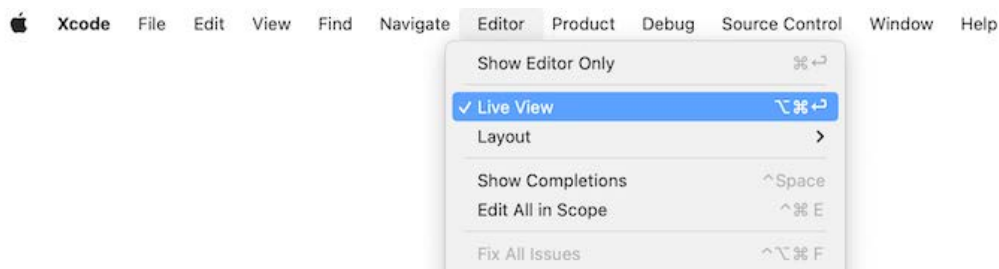 Xcode File Edit View Find Navigate Editor Product Debug Source Control Window Help
Show Editor Only ⌘↩
✓ Live View ⌥⌘↩
Layout >
Show Completions ^Space
Edit All in Scope ^⌘E
Fix All Issues ^⌥⌘F